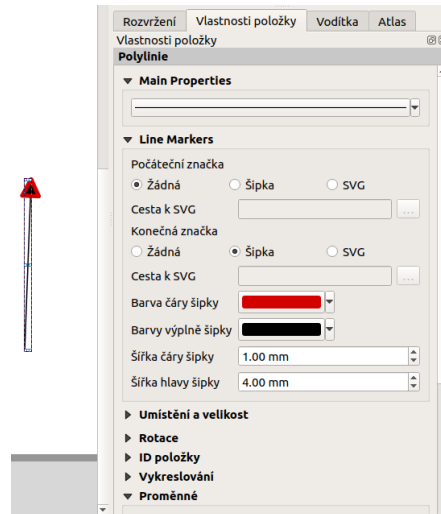 Rozvržení Vlastnosti položky Vodítka Atlas
Vlastnosti položky
Polylinie
Main Properties
Line Markers
Počáteční značka
Žádná Šipka SVG
Cesta k SVG ...
Konečná značka
Žádná Šipka SVG
Cesta k SVG ...
Barva čáry šipky
Barvy výplně šipky
Šířka čáry šipky 1.00 mm
Šířka hlavy šipky 4.00 mm
Umístění a velikost
Rotace
ID položky
Vykreslování
Proměnné